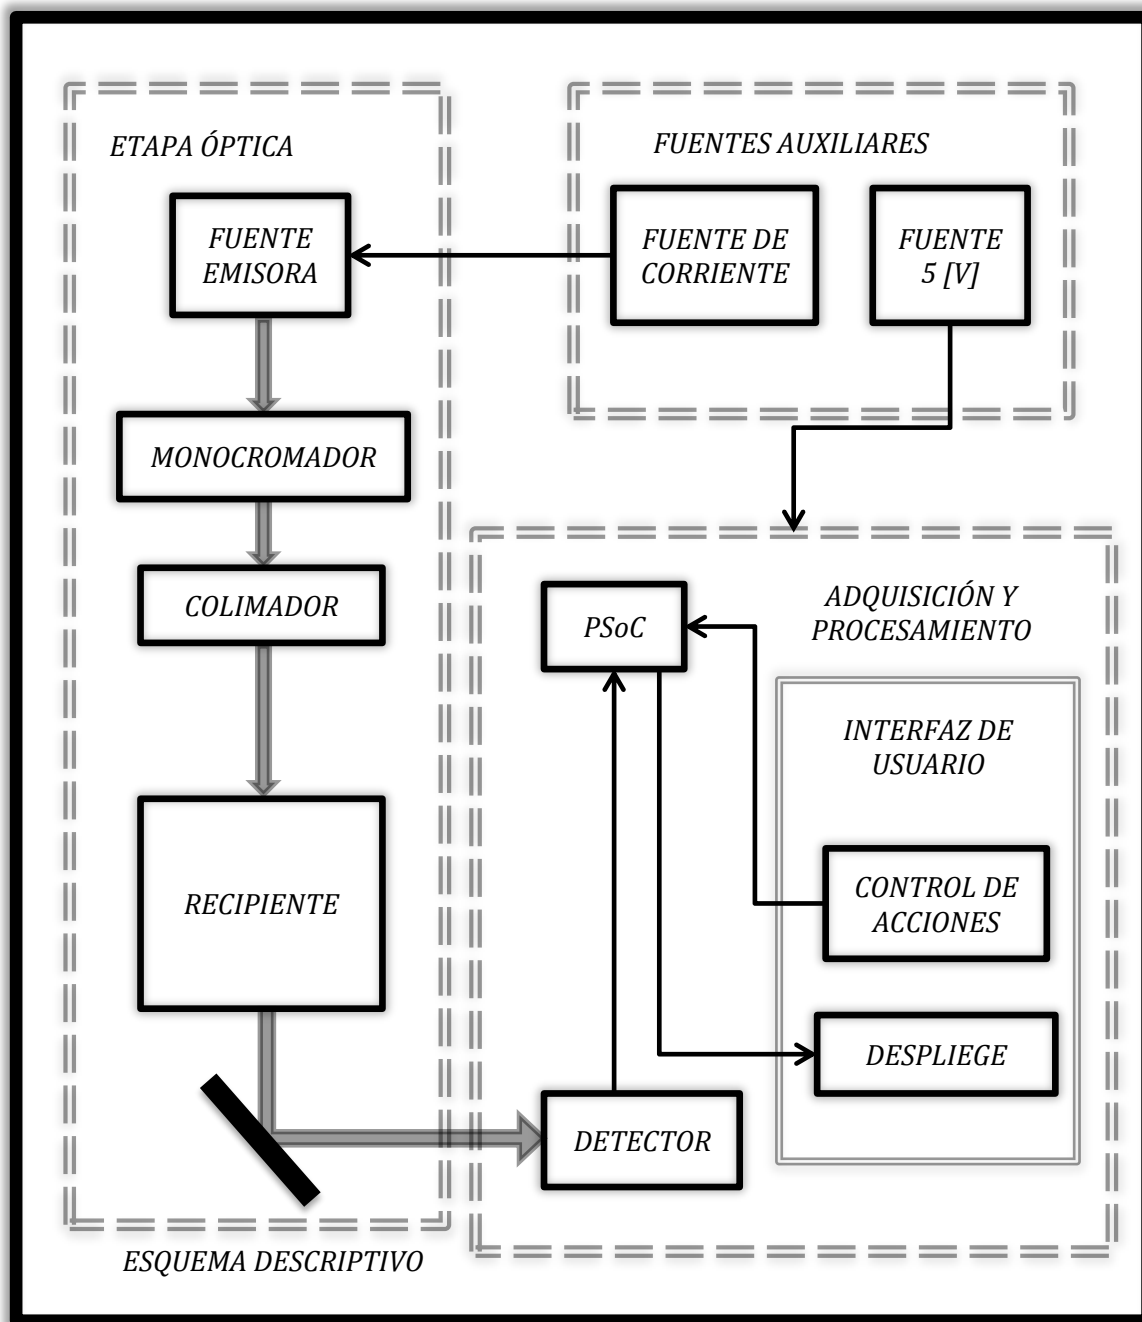 ETAPA ÓPTICA
FUENTE
EMISORA
MONOCROMADOR
COLIMADOR
RECIPIENTE
FUENTES AUXILIARES
FUENTE DE
CORRIENTE
FUENTE
5 [V]
ADQUISICIÓN Y
PROCESAMIENTO
PSoC
INTERFAZ DE
USUARIO
CONTROL DE
ACCIONES
DESPLIEGE
DETECTOR
ESQUEMA DESCRIPTIVO